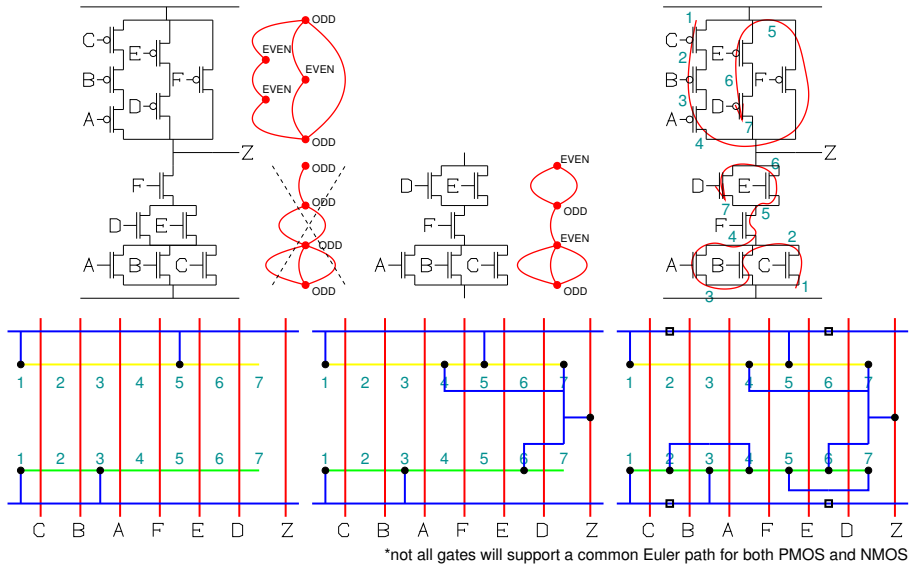 C
B
A
E
D
F
Z
F
D E
A B C
ODD
EVEN
EVEN
ODD
ODD
ODD
ODD
ODD
D E
F
A B C
EVEN
ODD
EVEN
ODD
1
C
2
B
3
A
4
E
5
6
F
D
7
Z
D E 6
7 5
F
4 2
A B C
3 1
1 2 3 4 5 6 7
1 2 3 4 5 6 7
C B A F E D Z
1 2 3 4 5 6 7
1 2 3 4 5 6 7
C B A F E D Z
1 2 3 4 5 6 7
1 2 3 4 5 6 7
C B A F E D Z
*not all gates will support a common Euler path for both PMOS and NMOS